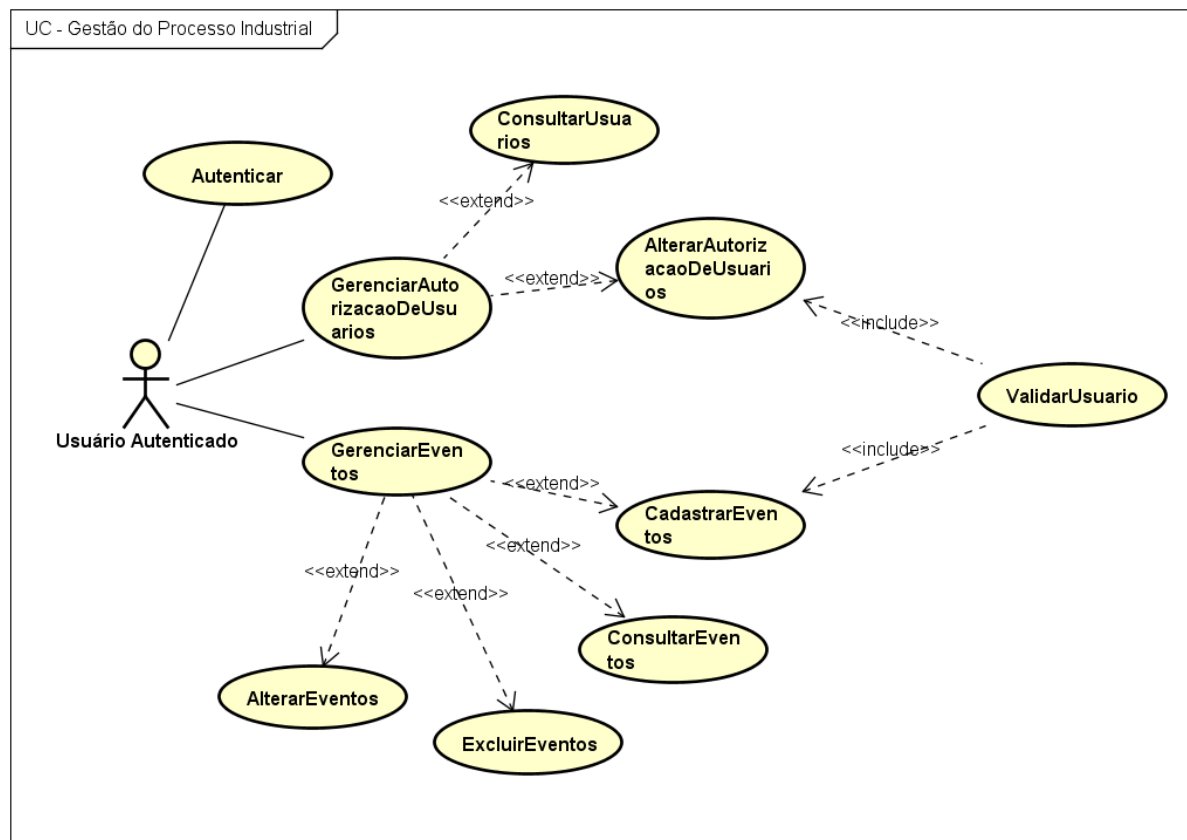 UC - Gestão do Processo Industrial
ConsultarUsua
rios
Autenticar
<<extend>>
AlterarAutoriz
acaoDeUsuari
os
<<extend>>
GerenciarAuto
rizacaoDeUsu
arios
<<include>>
ValidarUsuario
Usuário Autenticado
GerenciarEven
tos
<<include>>
<<extend>>
CadastrarEven
tos
<<extend>>
<<extend>>
<<extend>>
ConsultarEven
tos
AlterarEventos
ExcluirEventos